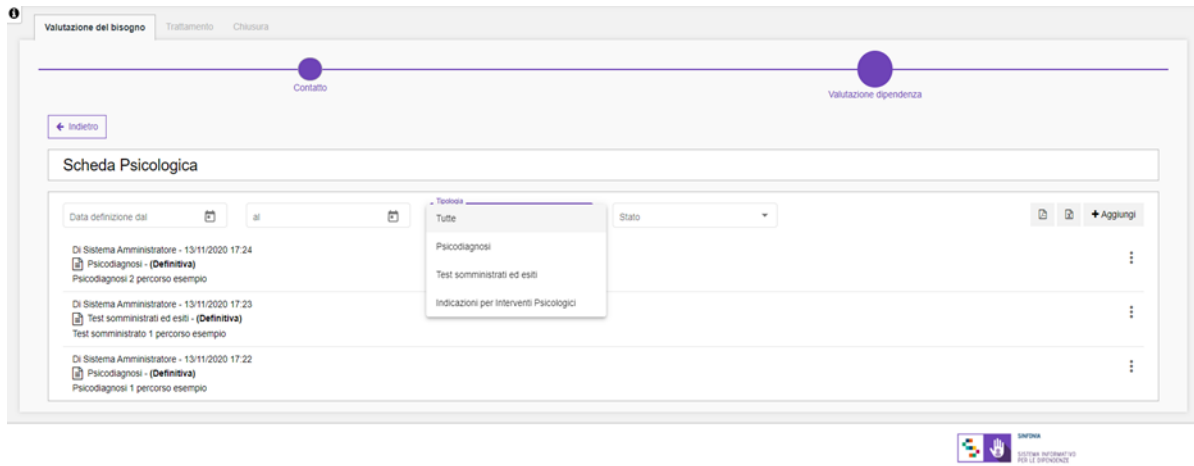 Valutazione del bisogno Trattamento Chiusura
Contatto
Valutazione dipendenza
← Indietro
Scheda Psicologica
Data definizione dal al Tipologia Stato + Aggiungi
Tutte
Psicodiagnosi
Test somministrati ed esiti
Indicazioni per Interventi Psicologici
Di Sistema Amministratore - 13/11/2020 17:24
Psicodiagnosi - (Definitiva)
Psicodiagnosi 2 percorso esempio
Di Sistema Amministratore - 13/11/2020 17:23
Test somministrati ed esiti - (Definitiva)
Test somministrato 1 percorso esempio
Di Sistema Amministratore - 13/11/2020 17:22
Psicodiagnosi - (Definitiva)
Psicodiagnosi 1 percorso esempio
SINFONIA
SISTEMA INFORMATIVO
PER LE DIPENDENZE